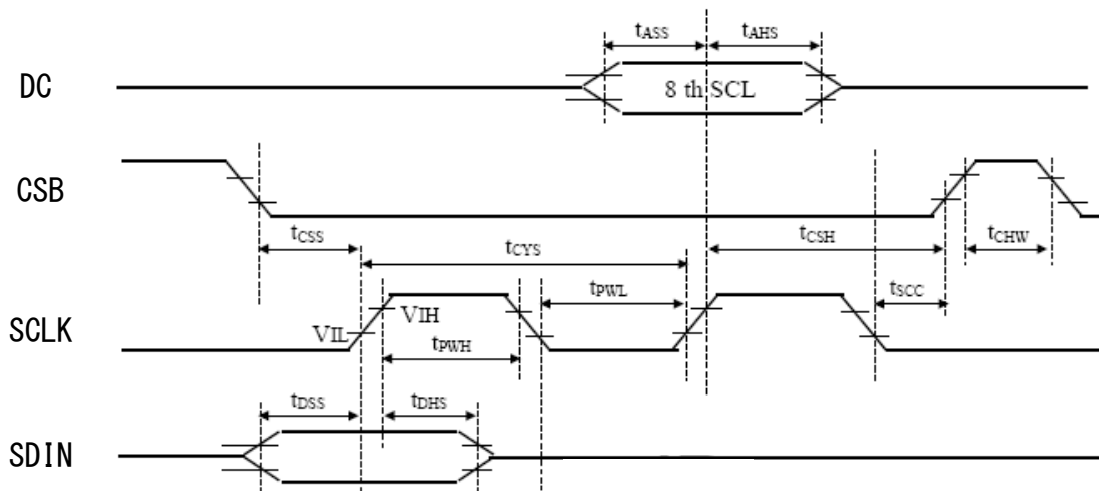 tASS tAHS
DC 8 th SCL
CSB
tCSS tCSH tCHW
tCYS
tPWL tSCC
SCLK VIL VIH
tPWH
tDSS tDHS
SDIN